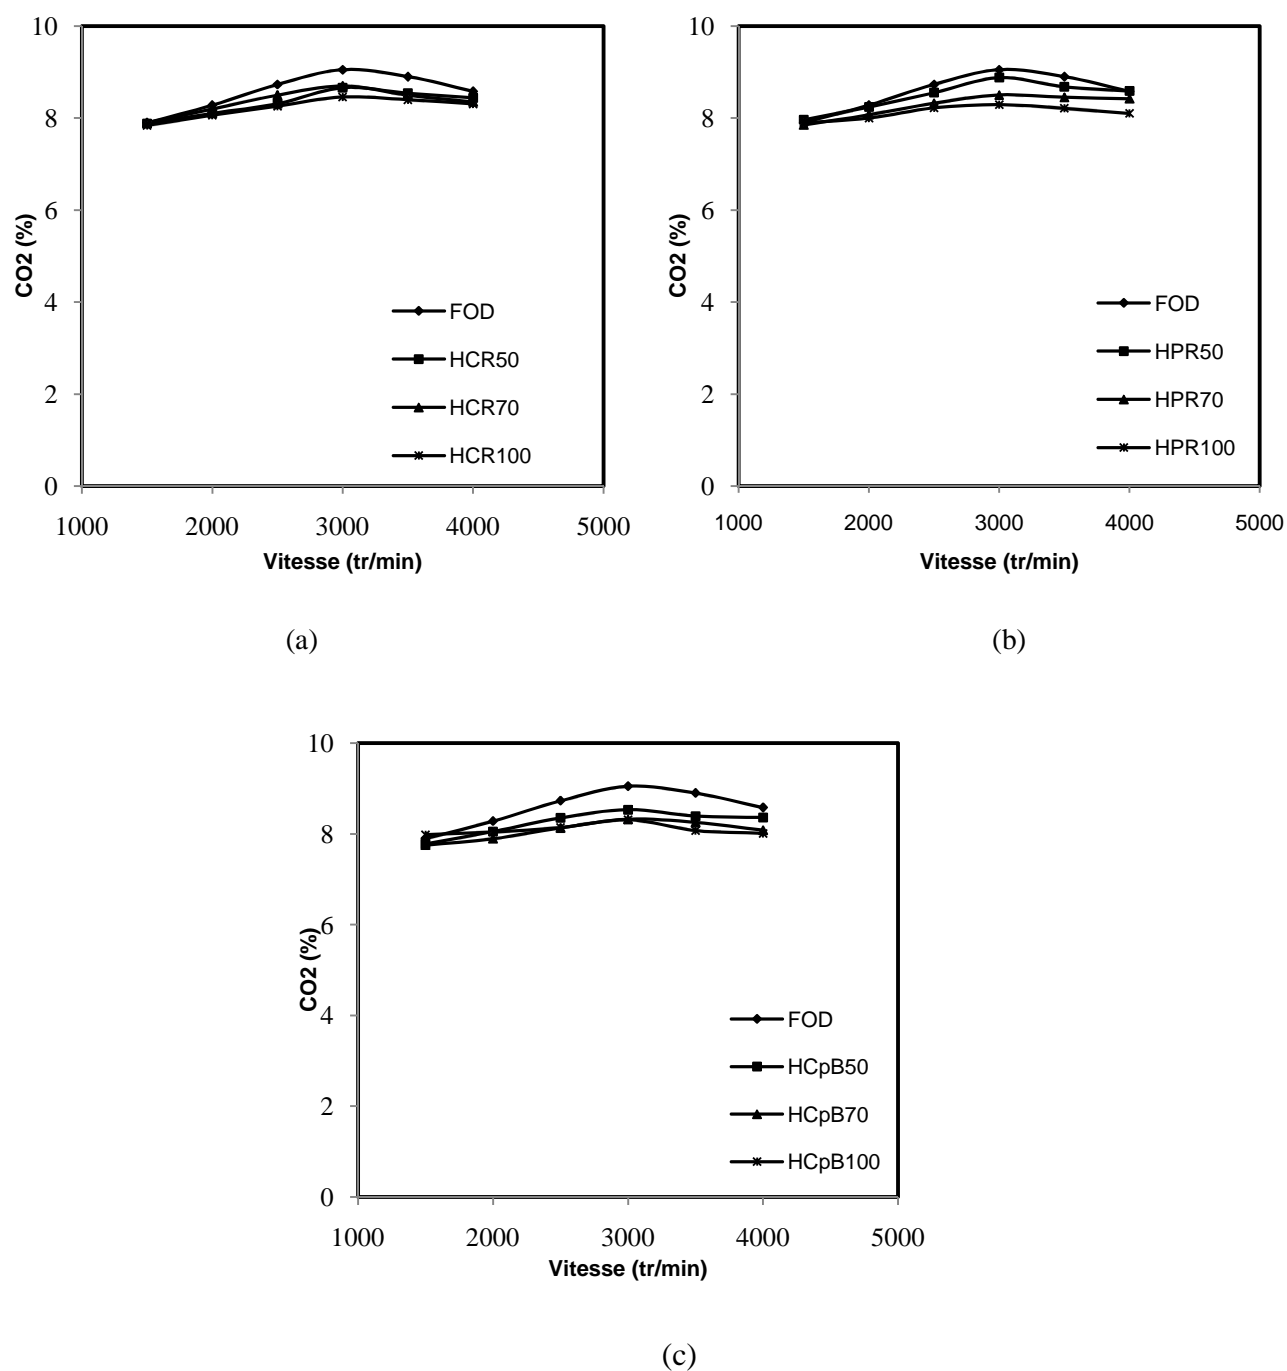 10
8
6
4
2
0
CO2 (%)
FOD
HCR50
HCR70
HCR100
1000 2000 3000 4000 5000
Vitesse (tr/min)
(a)
10
8
6
4
2
0
CO2 (%)
FOD
HPR50
HPR70
HPR100
1000 2000 3000 4000 5000
Vitesse (tr/min)
(b)
10
8
6
4
2
0
CO2 (%)
FOD
HCpB50
HCpB70
HCpB100
1000 2000 3000 4000 5000
Vitesse (tr/min)
(c)